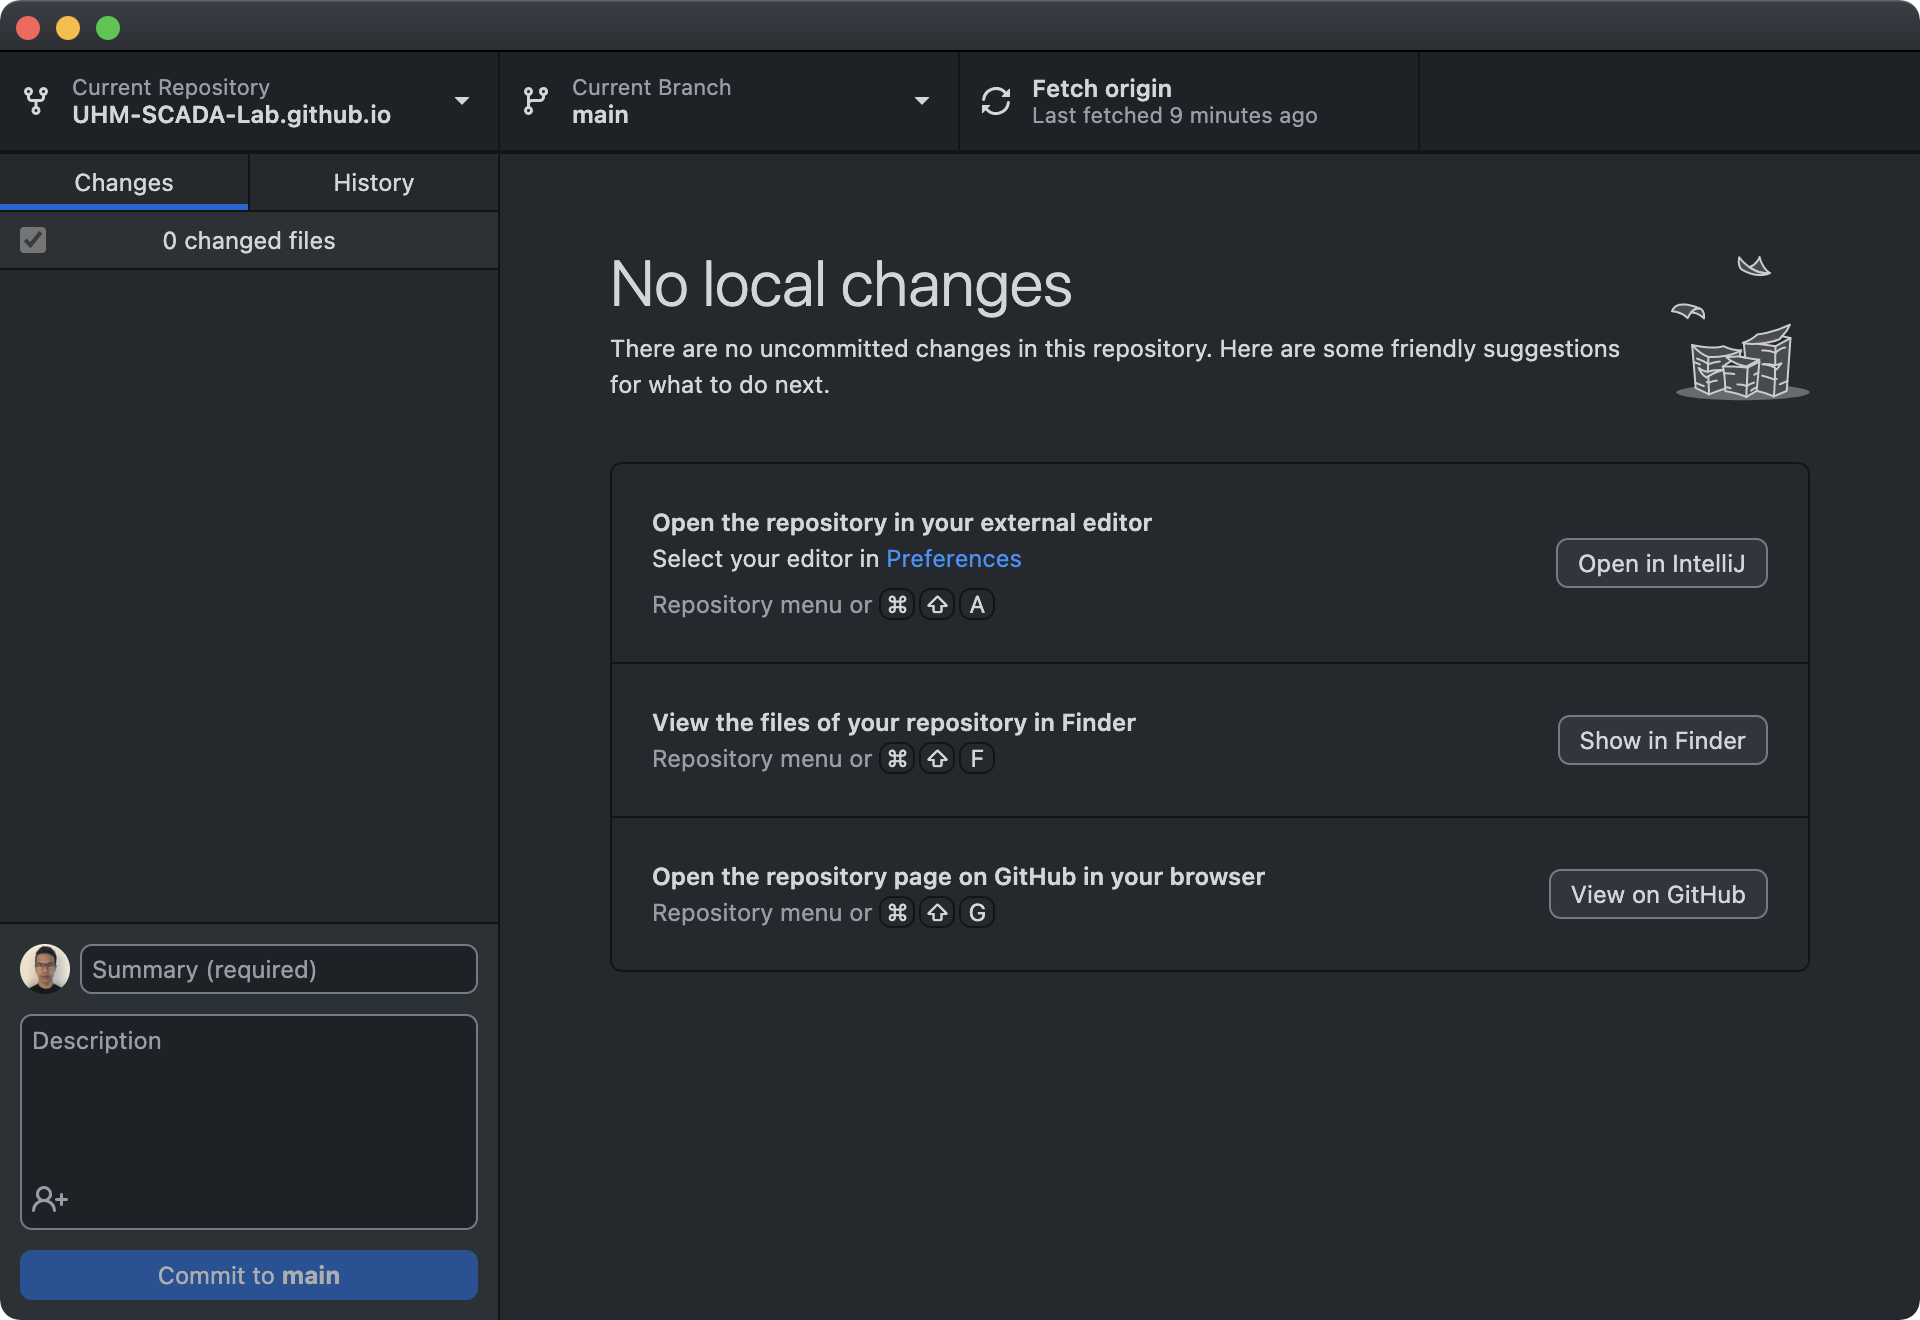 Current Repository
UHM-SCADA-Lab.github.io
Current Branch
main
Fetch origin
Last fetched 9 minutes ago
Changes
History
0 changed files
No local changes
There are no uncommitted changes in this repository. Here are some friendly suggestions
for what to do next.
Open the repository in your external editor
Select your editor in Preferences
Repository menu or ⌘ ⇧ A
Open in IntelliJ
View the files of your repository in Finder
Repository menu or ⌘ ⇧ F
Show in Finder
Open the repository page on GitHub in your browser
Repository menu or ⌘ ⇧ G
View on GitHub
Summary (required)
Description
Commit to main